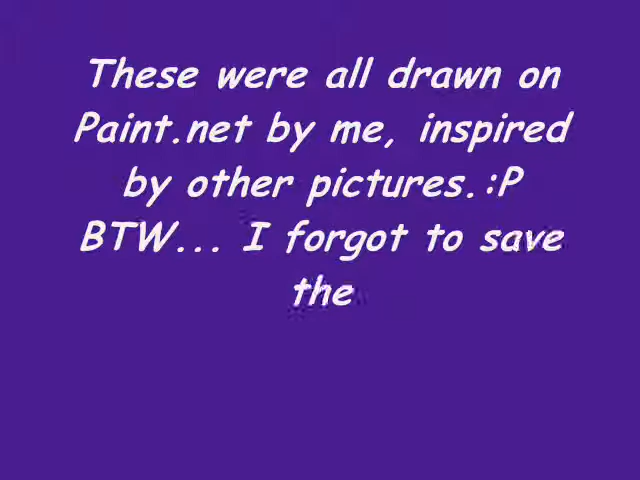 These were all drawn on
Paint.net by me, inspired
by other pictures.:P
BTW... I forgot to save
the